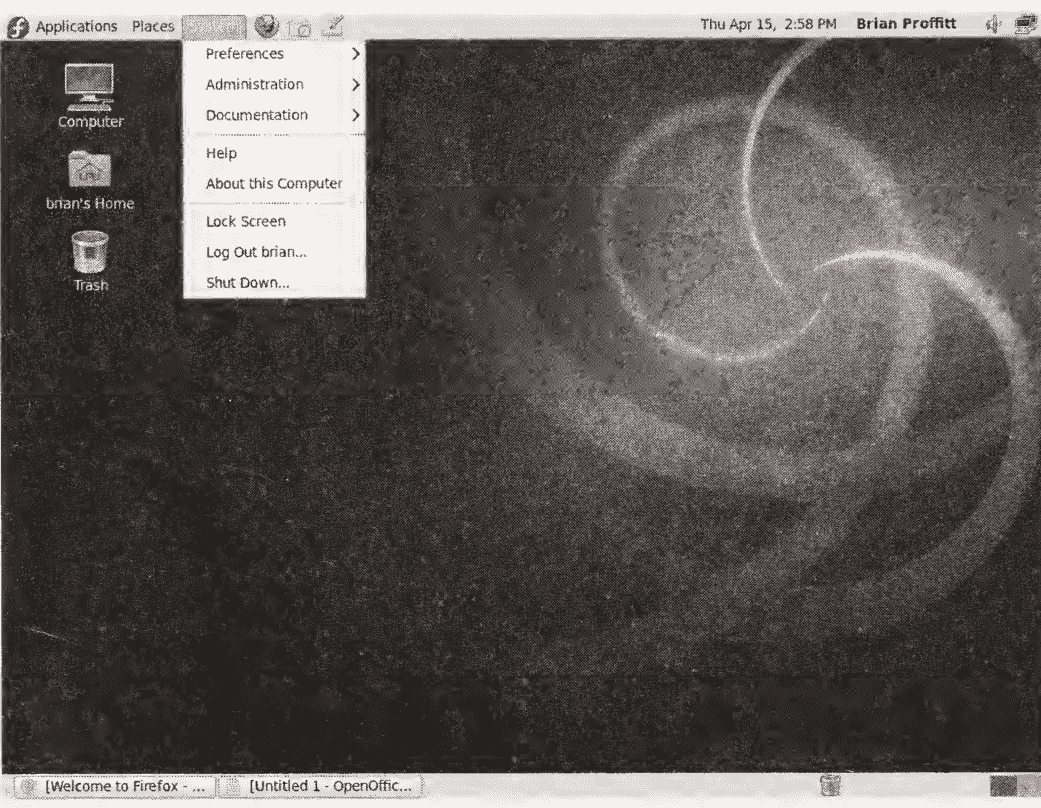 Applications Places
Thu Apr 15, 2:58 PM Brian Proffitt
Preferences
Administration
Documentation
Help
About this Computer
Lock Screen
Log Out brian...
Shut Down...
Computer
brian's Home
Trash
[Welcome to Firefox - ...
[Untitled 1 - OpenOffic...